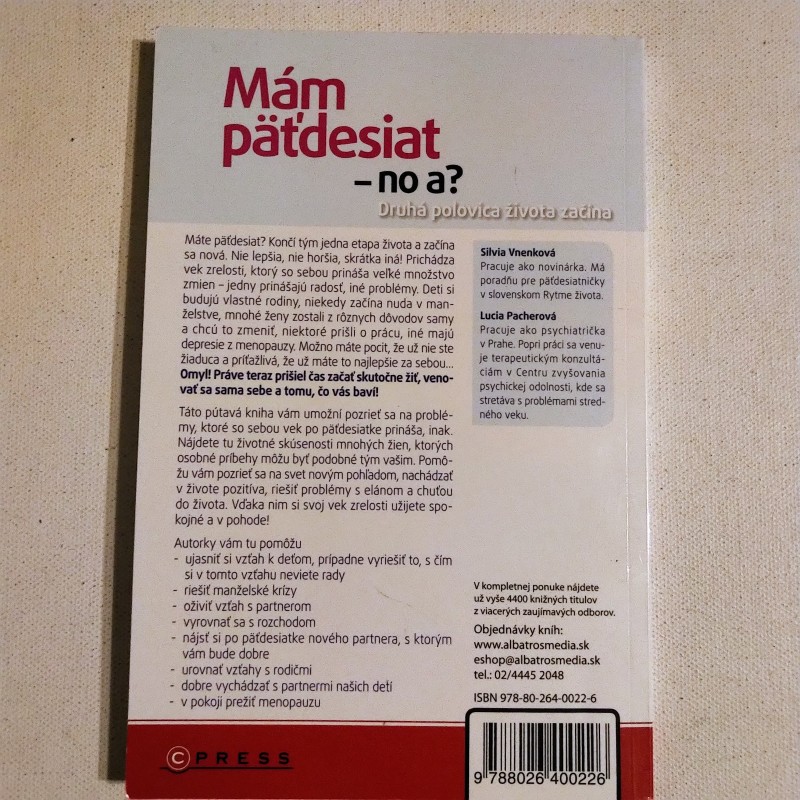 Mám
päťdesiat
– no a?
Druhá polovica života začína
Máte päťdesiat? Končí tým jedna etapa života a začína
sa nová. Nie lepšia, nie horšia, skrátka iná! Prichádza
vek zrelosti, ktorý so sebou prináša veľké množstvo
zmien – jedny prinášajú radosť, iné problémy. Deti si
budujú vlastné rodiny, niekedy začína nuda v man-
želstve, mnohé ženy zostali z rôznych dôvodov samy
a chcú to zmeniť, niektoré prišli o prácu, iné majú
depresie z menopauzy. Možno máte pocit, že už nie ste
žiaduca a príťažlivá, že už máte to najlepšie za sebou...
Omyl! Práve teraz prišiel čas začať skutočne žiť, veno-
vať sa sama sebe a tomu, čo vás baví!
Táto pútavá kniha vám umožní pozrieť sa na problé-
my, ktoré so sebou vek po päťdesiatke prináša, inak.
Nájdete tu životné skúsenosti mnohých žien, ktorých
osobné príbehy môžu byť podobné tým vašim. Pomô-
žu vám pozrieť sa na svet novým pohľadom, nachádzať
v živote pozitíva, riešiť problémy s elánom a chuťou
do života. Vďaka nim si svoj vek zrelosti užijete spo-
kojné a v pohode!
Autorky vám tu pomôžu
- ujasniť si vzťah k deťom, prípadne vyriešiť to, s čím
si v tomto vzťahu neviete rady
- riešiť manželské krízy
- oživiť vzťah s partnerom
- vyrovnať sa s rozchodom
- nájsť si po päťdesiatke nového partnera, s ktorým
vám bude dobre
- urovnať vzťahy s rodičmi
- dobre vychádzať s partnermi našich detí
- v pokoji prežiť menopauzu
Silvia Vnenková
Pracuje ako novinárka. Má
poradňu pre päťdesiatničky
v slovenskom Rytme života.
Lucia Pacherová
Pracuje ako psychiatrička
v Prahe. Popri práci sa venu-
je terapeutickým konzultá-
ciám v Centru zvyšovania
psychickej odolnosti, kde sa
stretáva s problémami stred-
ného veku.
V kompletnej ponuke nájdete
už vyše 4400 knižných titulov
z viacerých zaujímavých odborov.
Objednávky kníh:
www.albatrosmedia.sk
eshop@albatrosmedia.sk
tel.: 02/4445 2048
ISBN 978-80-264-0022-6
C PRESS
9 788026 400226